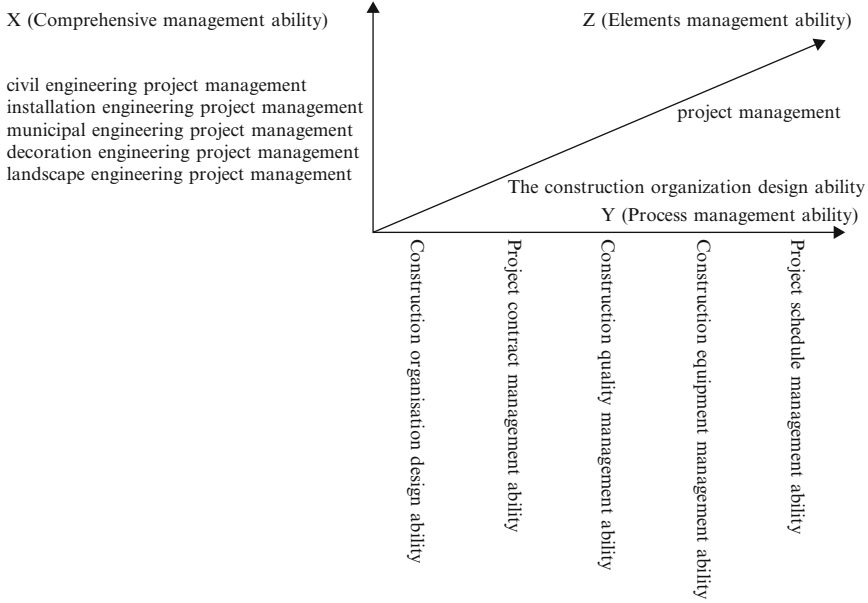 X (Comprehensive management ability)
Z (Elements management ability)
civil engineering project management
installation engineering project management
municipal engineering project management
decoration engineering project management
landscape engineering project management
project management
The construction organization design ability
Y (Process management ability)
Construction organisation design ability
Project contract management ability
Construction quality management ability
Construction equipment management ability
Project schedule management ability